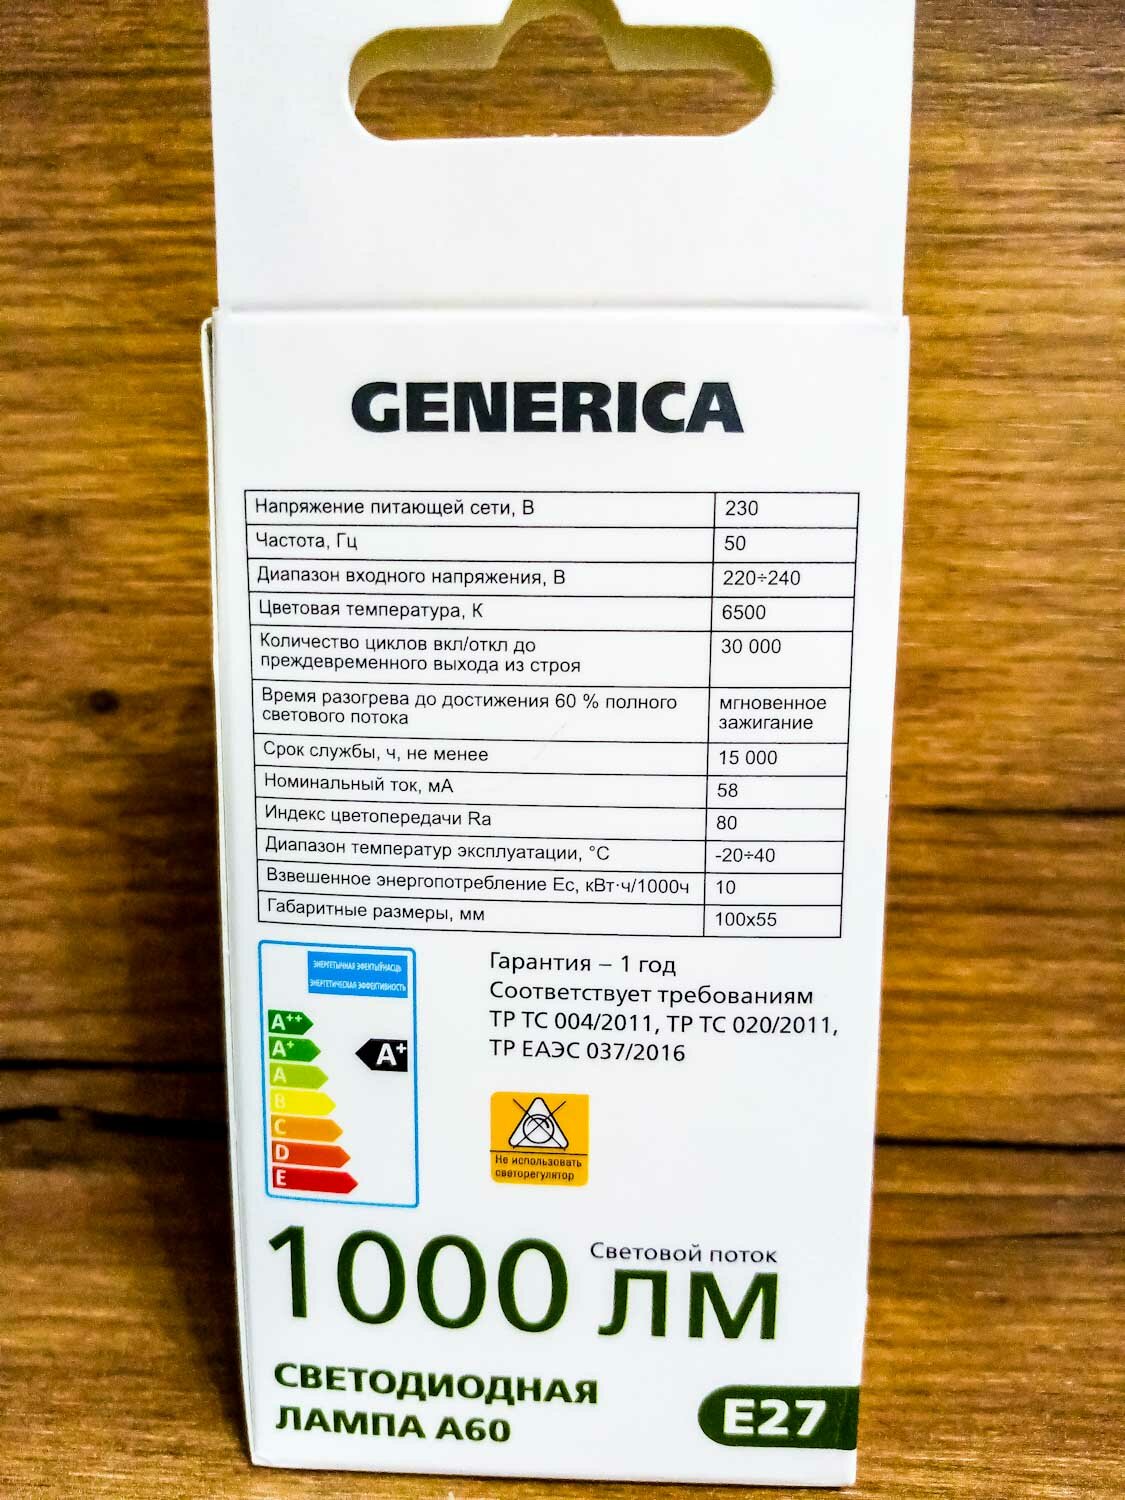 GENERICA
Напряжение питающей сети, В 230
Частота, Гц 50
Диапазон входного напряжения, В 220÷240
Цветовая температура, К 6500
Количество циклов вкл/откл до 30 000
преждевременного выхода из строя
Время разогрева до достижения 60 % полного мгновенное
светового потока зажигание
Срок службы, ч, не менее 15 000
Номинальный ток, мА 58
Индекс цветопередачи Ra 80
Диапазон температур эксплуатации, °С -20÷40
Взвешенное энергопотребление Ес, кВт·ч/1000ч 10
Габаритные размеры, мм 100х55
ЭНЕРГЕТЫЧНАЯ ЭФЕКТЫЎНАСЦЬ
ЭНЕРГЕТИЧЕСКАЯ ЭФФЕКТИВНОСТЬ
A++
A+ A+
A
B
C
D
E
Гарантия – 1 год
Соответствует требованиям
ТР ТС 004/2011, ТР ТС 020/2011,
ТР ЕАЭС 037/2016
Не использовать
светорегулятор
Световой поток
1000 ЛМ
СВЕТОДИОДНАЯ
ЛАМПА А60
E27